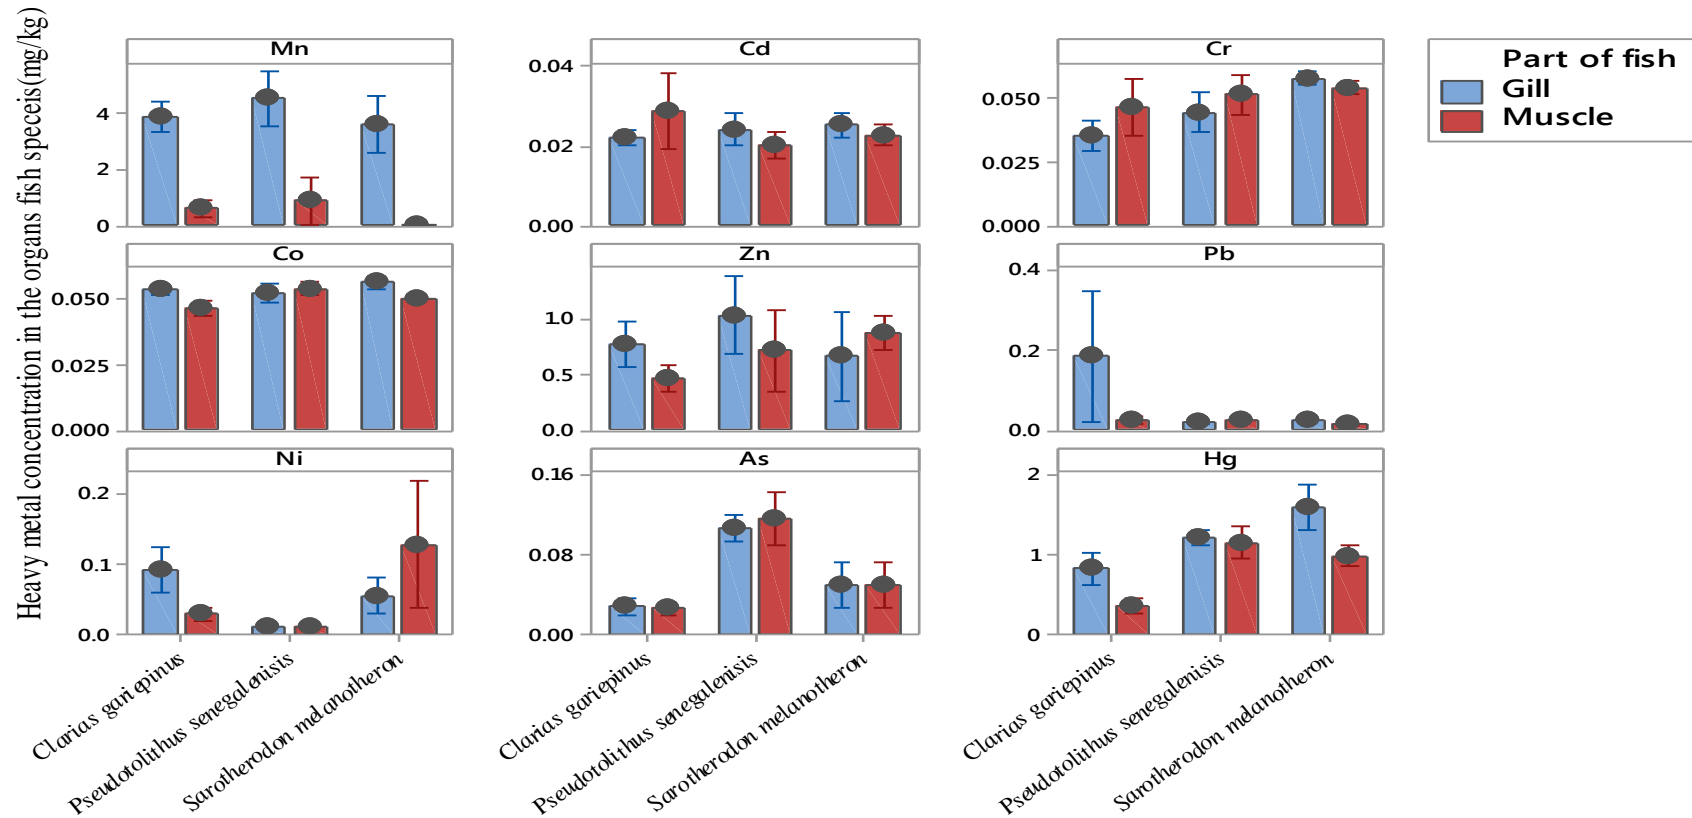 Heavy metal concentration in the organs fish speceis(mg/kg)
Mn
4
2
0
Cd
0.04
0.02
0.00
Cr
0.050
0.025
0.000
Part of fish
Gill
Muscle
Co
0.050
0.025
0.000
Zn
1.0
0.5
0.0
Pb
0.4
0.2
0.0
Ni
0.2
0.1
0.0
As
0.16
0.08
0.00
Hg
2
1
0
Clarias gariepinus
Pseudotolithus senegalenisis
Sarotherodon melanotheron
Clarias gariepinus
Pseudotolithus senegalenisis
Sarotherodon melanotheron
Clarias gariepinus
Pseudotolithus senegalenisis
Sarotherodon melanotheron